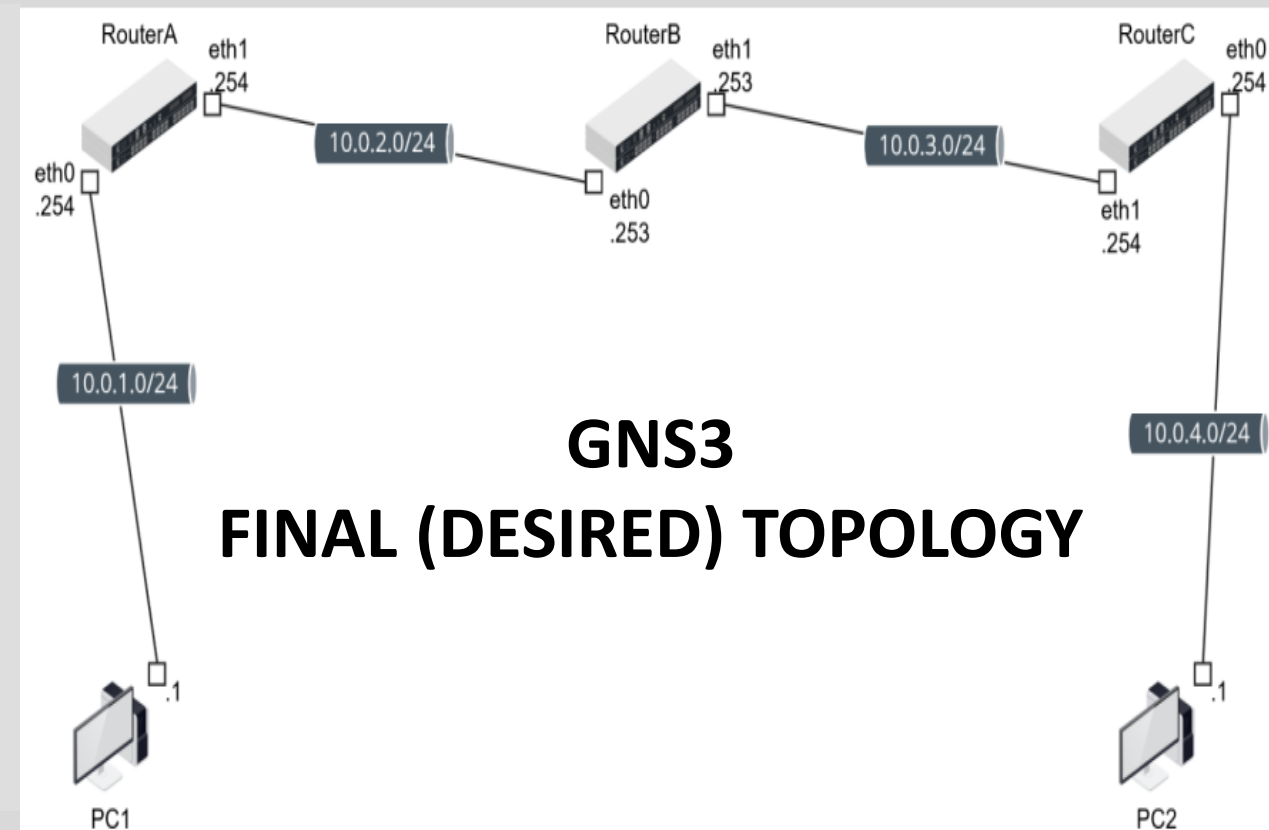 RouterA
eth1
.254
RouterB
eth1
.253
RouterC
eth0
.254
10.0.2.0/24
10.0.3.0/24
eth0
.254
eth0
.253
eth1
.254
10.0.1.0/24
10.0.4.0/24
GNS3
FINAL (DESIRED) TOPOLOGY
.1
.1
PC1
PC2